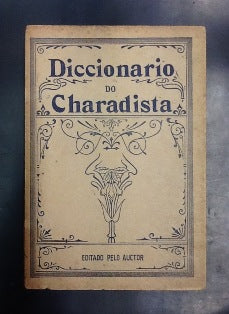 Diccionario
DO
Charadista
EDITADO PELO AUCTOR